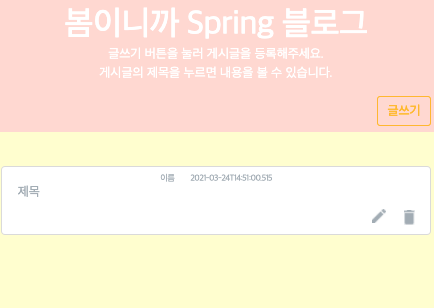 봄이니까 Spring 블로그
글쓰기 버튼을 눌러 게시글을 등록해주세요.
게시글의 제목을 누르면 내용을 볼 수 있습니다.
글쓰기
이름 2021-03-24T14:51:00.515
제목